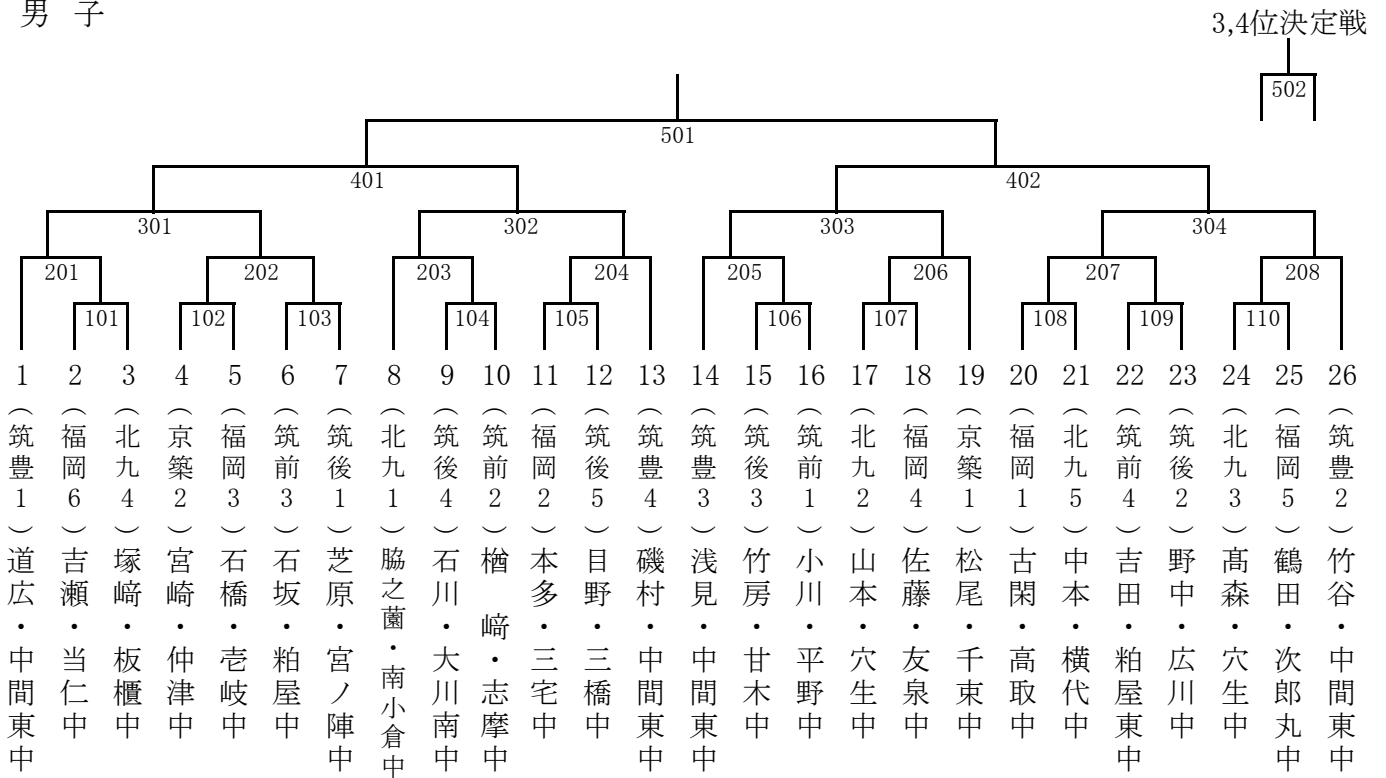 男 子
3,4位決定戦
502
501
401 402
301 302 303 304
201 202 203 204 205 206 207 208
101 102 103 104 105 106 107 108 109 110
1 2 3 4 5 6 7 8 9 10 11 12 13 14 15 16 17 18 19 20 21 22 23 24 25 26
（筑豊1）道広・中間東中
（福岡6）吉瀬・当仁中
（北九4）塚﨑・板櫃中
（京築2）宮崎・仲津中
（福岡3）石橋・壱岐中
（筑前3）石坂・粕屋中
（筑後1）芝原・宮ノ陣中
（北九1）脇之薗・南小倉中
（筑後4）石川・大川南中
（筑前2）楢 﨑・志摩中
（福岡2）本多・三宅中
（筑後5）目野・三橋中
（筑豊4）磯村・中間東中
（筑豊3）浅見・中間東中
（筑後3）竹房・甘木中
（筑前1）小川・平野中
（北九2）山本・穴生中
（福岡4）佐藤・友泉中
（京築1）松尾・千束中
（福岡1）古閑・高取中
（北九5）中本・横代中
（筑前4）吉田・粕屋東中
（筑後2）野中・広川中
（北九3）髙森・穴生中
（福岡5）鶴田・次郎丸中
（筑豊2）竹谷・中間東中